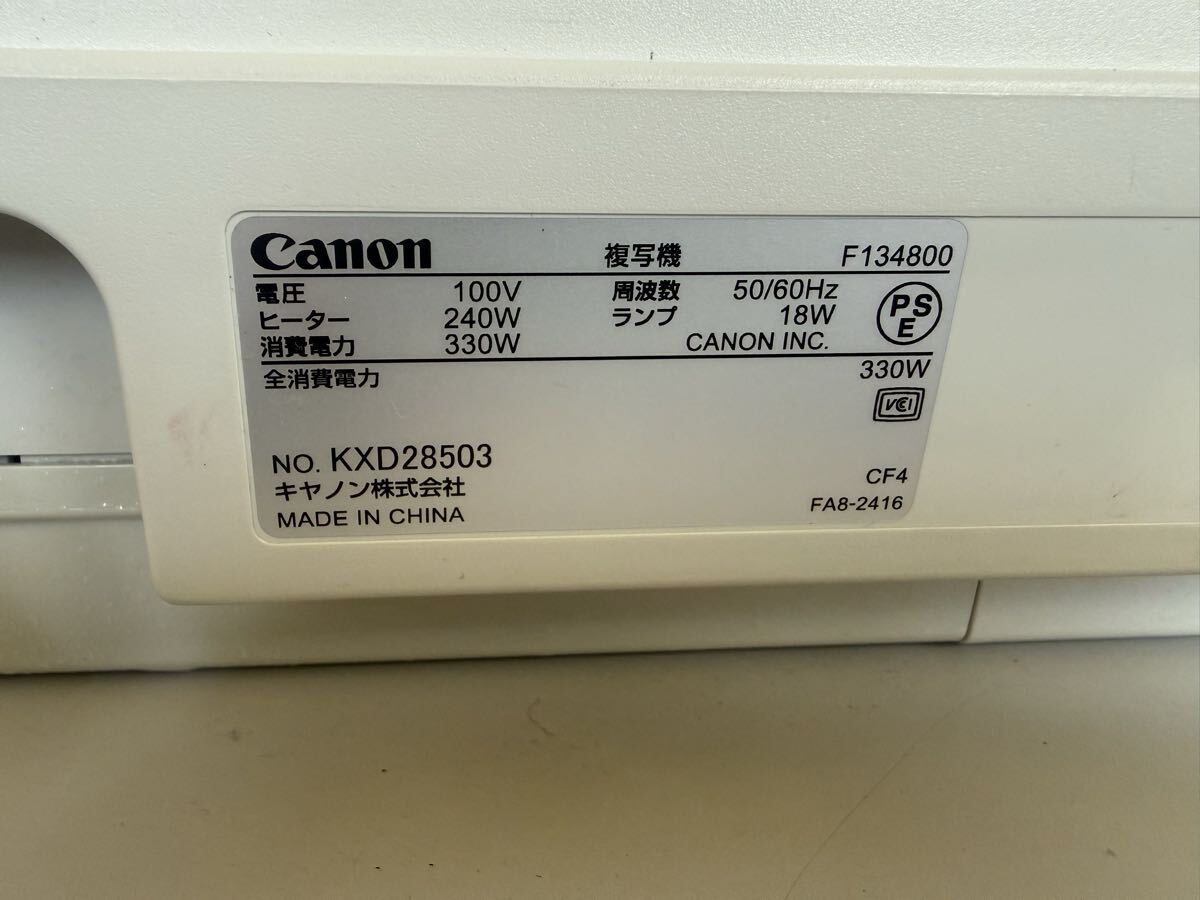 Canon 複写機 F134800
電圧 100V 周波数 50/60Hz
ヒーター 240W ランプ 18W
消費電力 330W CANON INC.
PSE
全消費電力 330W
VCCI
NO. KXD28503
キヤノン株式会社 CF4
MADE IN CHINA FA8-2416